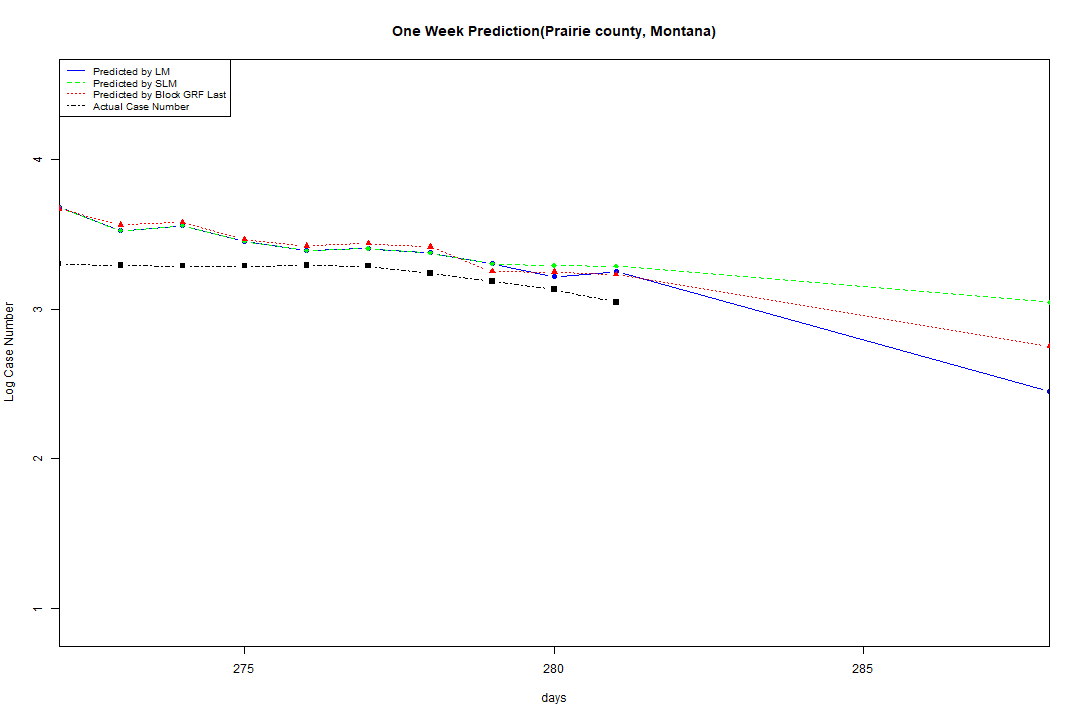 One Week Prediction(Prairie county, Montana)
Predicted by LM
Predicted by SLM
Predicted by Block GRF Last
Actual Case Number
4
3
2
1
Log Case Number
275
280
285
days